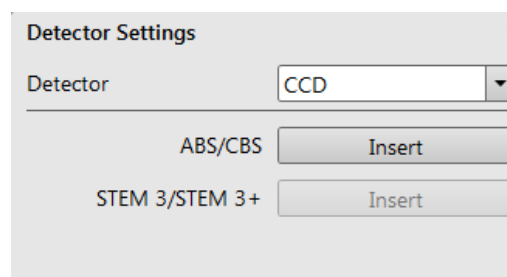 Detector Settings
Detector CCD
ABS/CBS Insert
STEM 3/STEM 3+ Insert